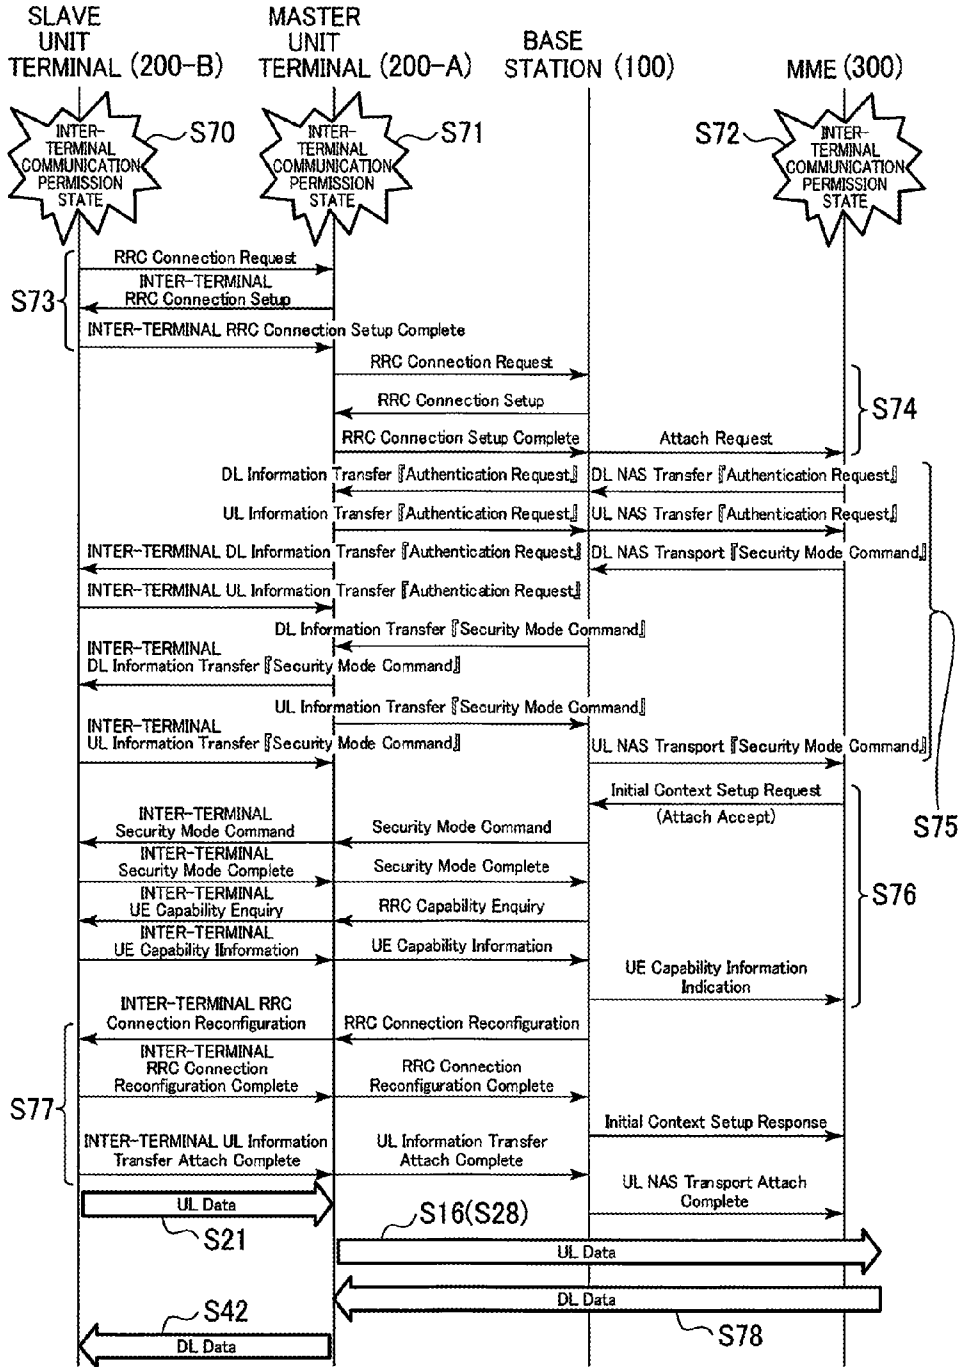 SLAVE
UNIT
TERMINAL (200-B)
MASTER
UNIT
TERMINAL (200-A)
BASE
STATION (100)
MME (300)
INTER-
TERMINAL
COMMUNICATION
PERMISSION
STATE
S70
INTER-
TERMINAL
COMMUNICATION
PERMISSION
STATE
S71
S72
INTER-
TERMINAL
COMMUNICATION
PERMISSION
STATE
S73
RRC Connection Request
INTER-TERMINAL
RRC Connection Setup
INTER-TERMINAL RRC Connection Setup Complete
RRC Connection Request
RRC Connection Setup
S74
RRC Connection Setup Complete
Attach Request
DL Information Transfer『Authentication Request』
DL NAS Transfer『Authentication Request』
UL Information Transfer『Authentication Request』
UL NAS Transfer『Authentication Request』
INTER-TERMINAL DL Information Transfer『Authentication Request』
DL NAS Transport『Security Mode Command』
INTER-TERMINAL UL Information Transfer『Authentication Request』
DL Information Transfer『Security Mode Command』
INTER-TERMINAL
DL Information Transfer『Security Mode Command』
UL Information Transfer『Security Mode Command』
INTER-TERMINAL
UL Information Transfer『Security Mode Command』
UL NAS Transport『Security Mode Command』
S75
Initial Context Setup Request
(Attach Accept)
INTER-TERMINAL
Security Mode Command
Security Mode Command
INTER-TERMINAL
Security Mode Complete
Security Mode Complete
S76
INTER-TERMINAL
UE Capability Enquiry
RRC Capability Enquiry
INTER-TERMINAL
UE Capability IInformation
UE Capability Information
UE Capability Information
Indication
INTER-TERMINAL RRC
Connection Reconfiguration
RRC Connection Reconfiguration
INTER-TERMINAL
RRC Connection
Reconfiguration Complete
RRC Connection
Reconfiguration Complete
S77
Initial Context Setup Response
INTER-TERMINAL UL Information
Transfer Attach Complete
UL Information Transfer
Attach Complete
UL NAS Transport Attach
Complete
UL Data
S21
S16(S28)
UL Data
DL Data
S78
S42
DL Data